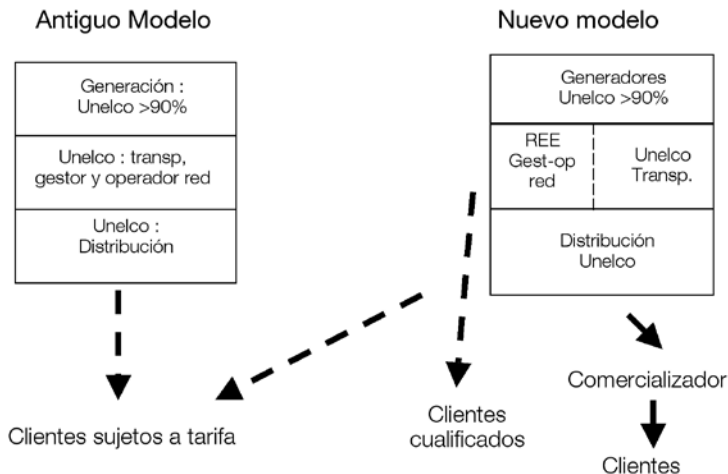 Antiguo Modelo
Generación :
Unelco >90%
Unelco : transp,
gestor y operador red
Unelco :
Distribución
Clientes sujetos a tarifa
Nuevo modelo
Generadores
Unelco >90%
REE
Gest-op
red
Unelco
Transp.
Distribución
Unelco
Clientes
cualificados
Comercializador
Clientes